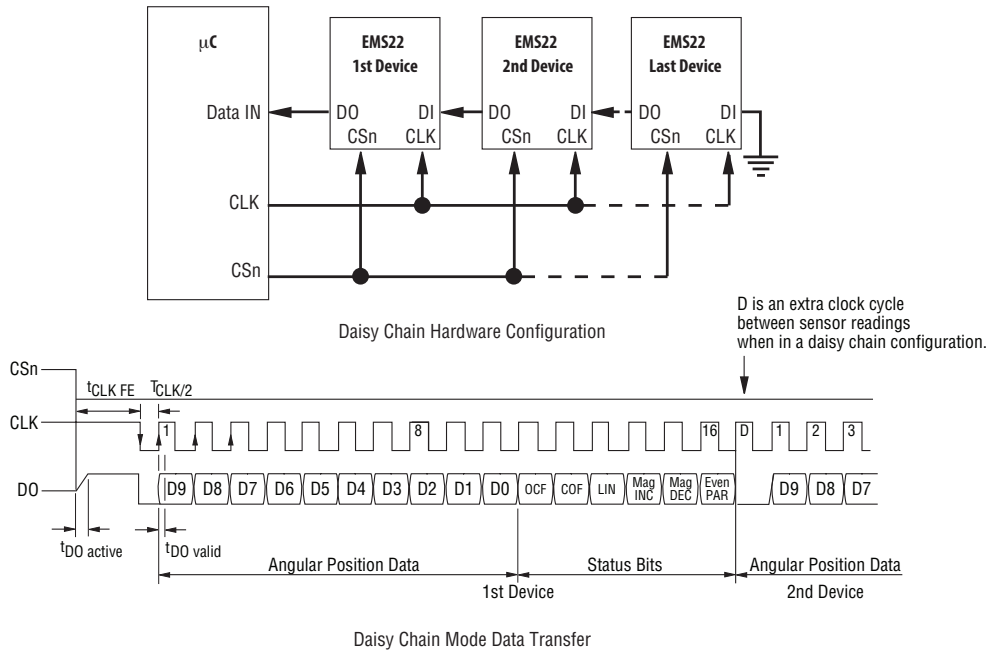 µC
EMS22
1st Device
EMS22
2nd Device
EMS22
Last Device
Data IN
DO DI
DO DI
DO DI
CSn CLK
CSn CLK
CSn CLK
CLK
CSn
Daisy Chain Hardware Configuration
D is an extra clock cycle
between sensor readings
when in a daisy chain configuration.
CSn
tCLK FE TCLK/2
CLK
1 8 16 D 1 2 3
DO
D9 D8 D7 D6 D5 D4 D3 D2 D1 D0 OCF COF LIN Mag INC Mag DEC Even PAR D9 D8 D7
tDO active tDO valid
Angular Position Data Status Bits Angular Position Data
1st Device 2nd Device
Daisy Chain Mode Data Transfer